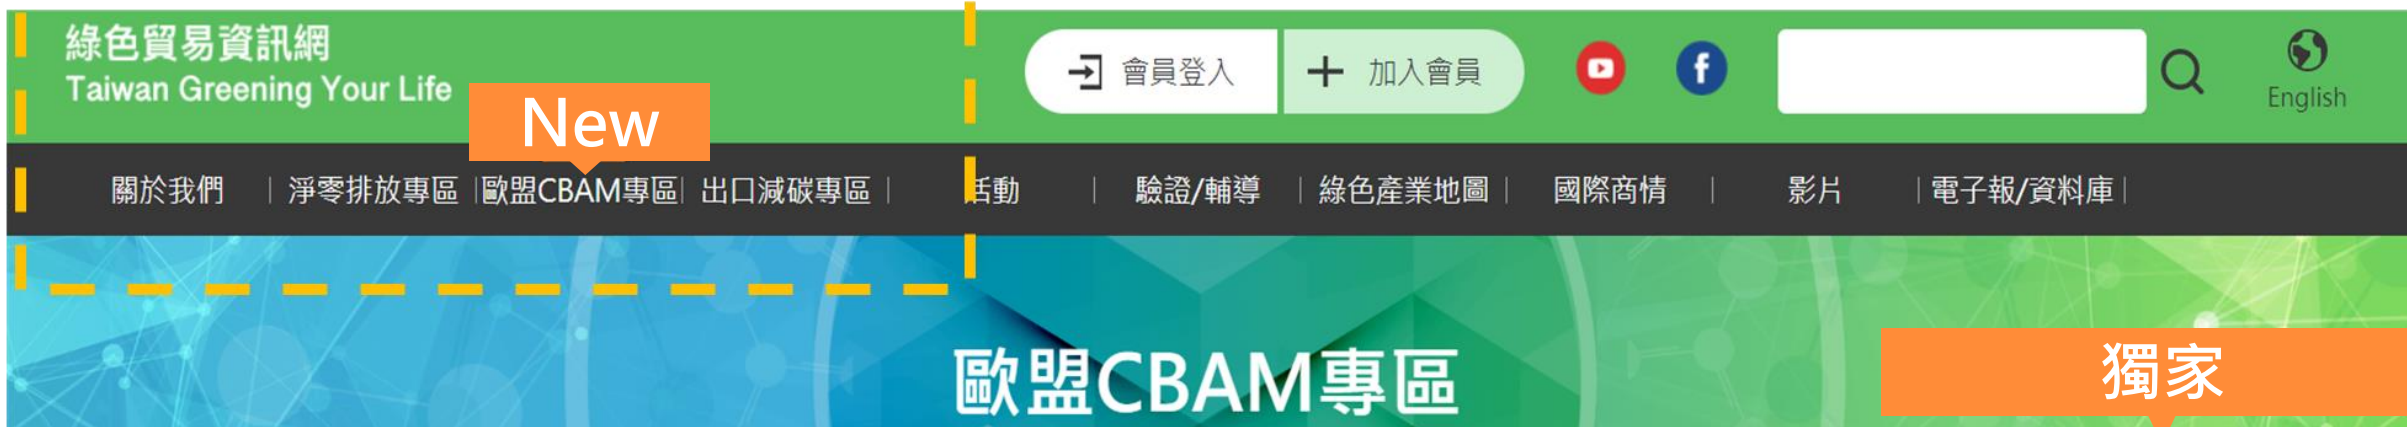 綠色貿易資訊網
Taiwan Greening Your Life
會員登入
加入會員
English
New
關於我們 | 淨零排放專區 | 歐盟CBAM專區 | 出口減碳專區 | 活動 | 驗證/輔導 | 綠色產業地圖 | 國際商情 | 影片 | 電子報/資料庫 |
歐盟CBAM專區
獨家